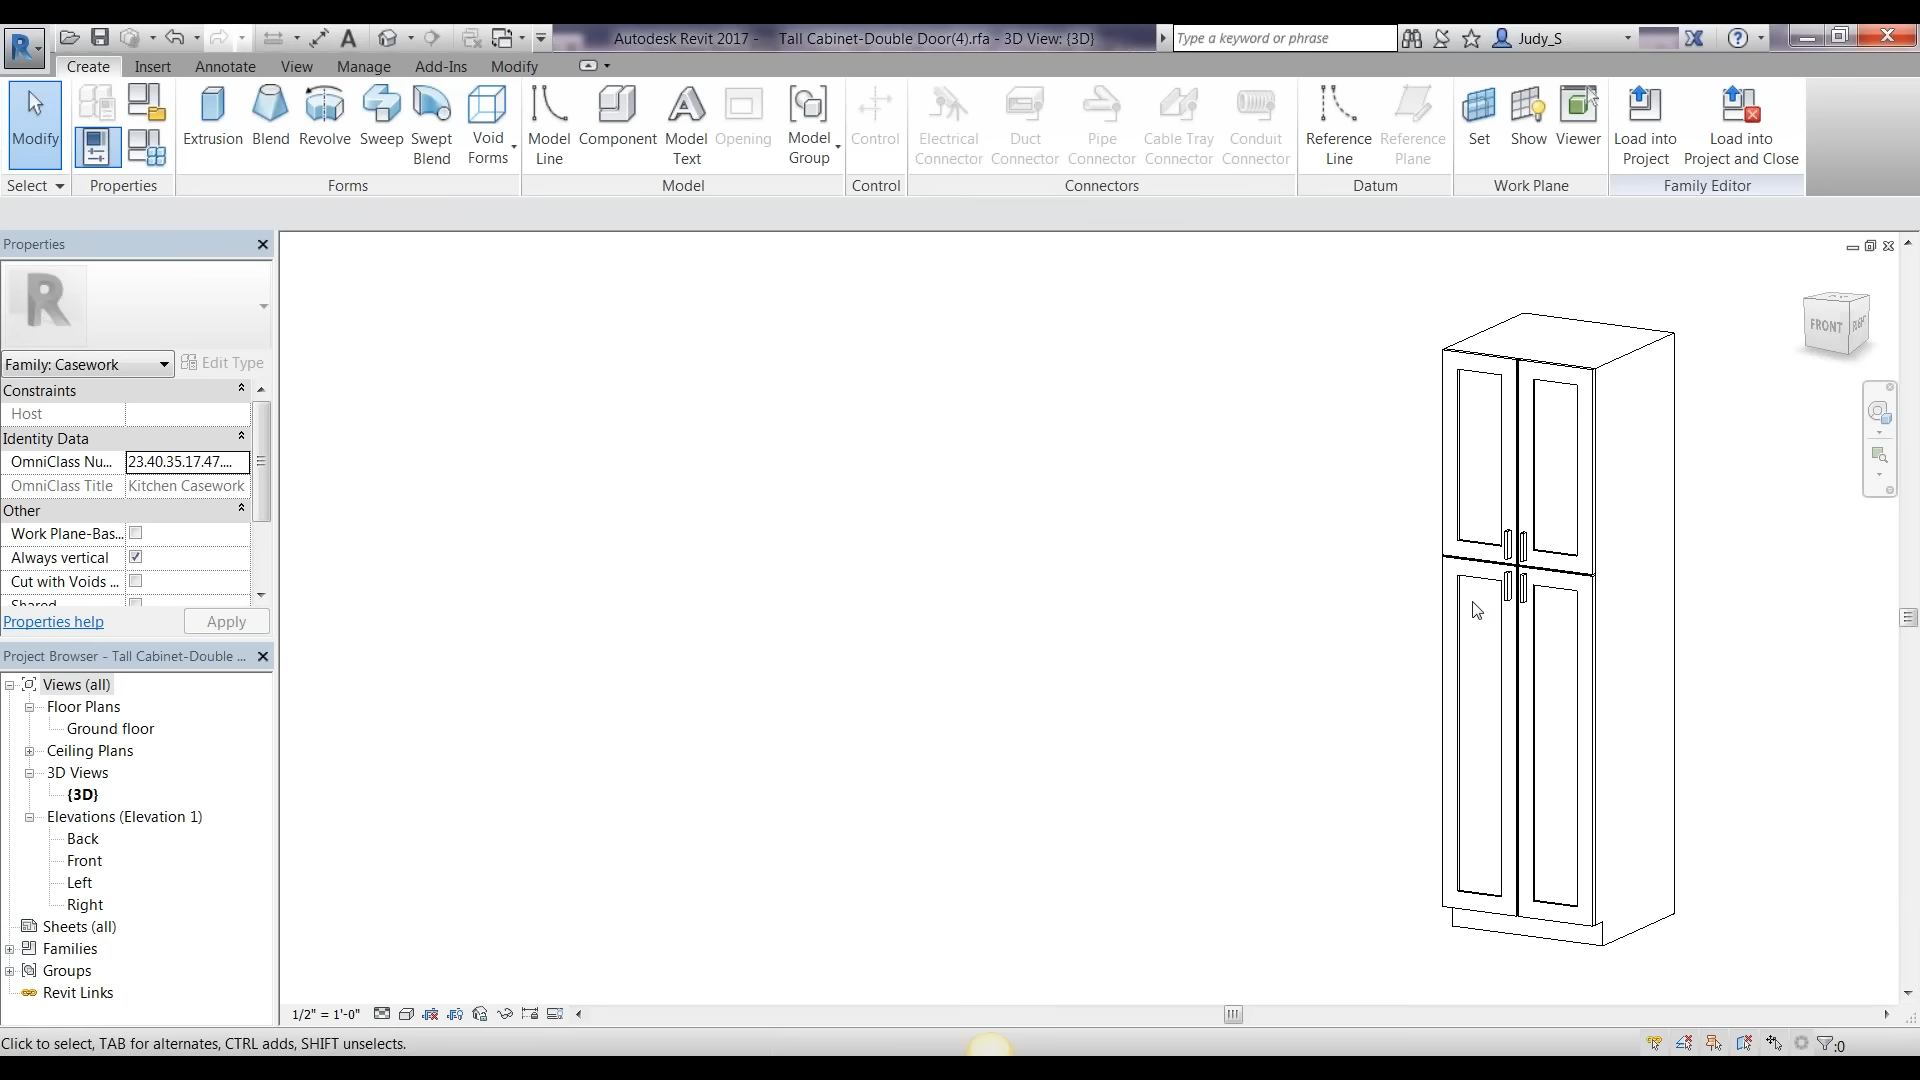 Autodesk Revit 2017 - Tall Cabinet-Double Door(4).rfa - 3D View: {3D}
Type a keyword or phrase
Judy_S
Create Insert Annotate View Manage Add-Ins Modify
Modify
Extrusion Blend Revolve Sweep Swept Blend Void Forms
Model Line Component Model Text Opening Model Group
Control
Electrical Connector Duct Connector Pipe Connector Cable Tray Connector Conduit Connector
Reference Line Reference Plane
Set Show Viewer
Load into Project Load into Project and Close
Select Properties Forms Model Control Connectors Datum Work Plane Family Editor
Properties
R
Family: Casework Edit Type
Constraints
Host
Identity Data
OmniClass Nu... 23.40.35.17.47....
OmniClass Title Kitchen Casework
Other
Work Plane-Bas...
Always vertical
Cut with Voids ...
Shared
Properties help Apply
Project Browser - Tall Cabinet-Double ...
Views (all)
Floor Plans
Ground floor
Ceiling Plans
3D Views
{3D}
Elevations (Elevation 1)
Back
Front
Left
Right
Sheets (all)
Families
Groups
Revit Links
FRONT RIGHT
1/2" = 1'-0"
Click to select, TAB for alternates, CTRL adds, SHIFT unselects.
:0